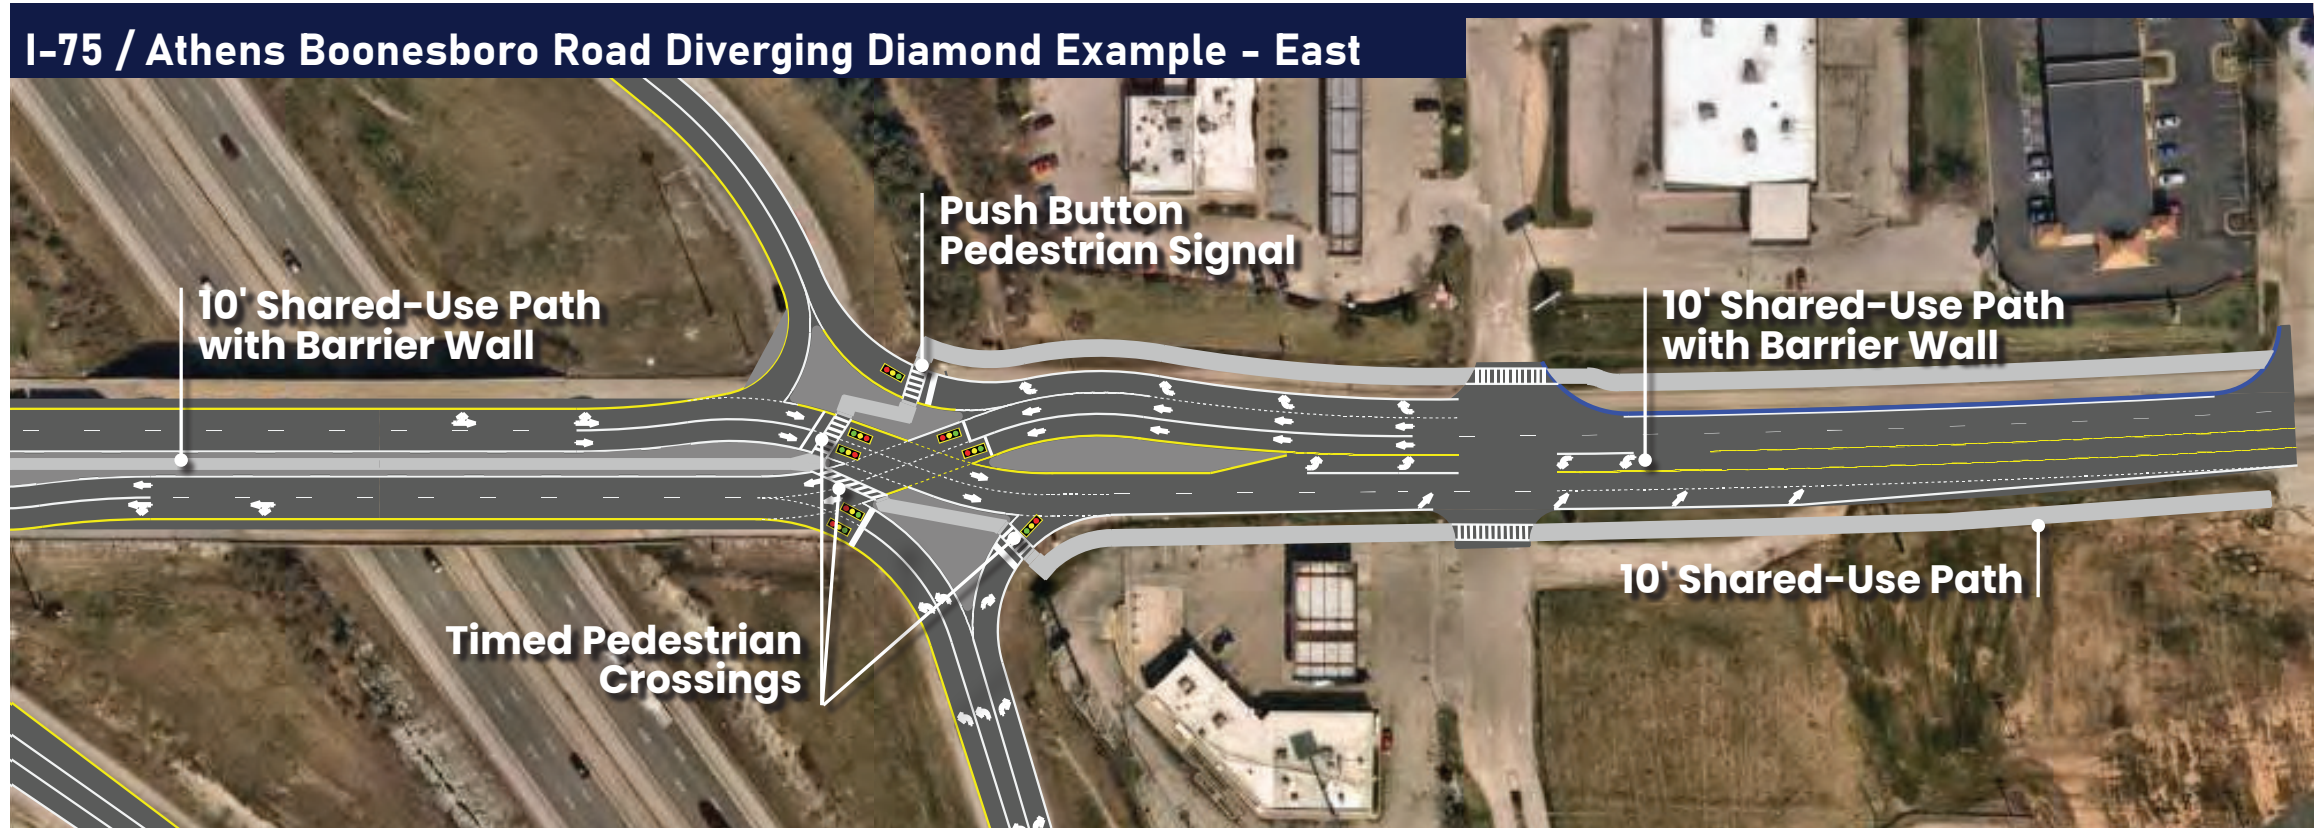 I-75 / Athens Boonesboro Road Diverging Diamond Example - East
Push Button
Pedestrian Signal
10' Shared-Use Path
with Barrier Wall
10' Shared-Use Path
with Barrier Wall
10' Shared-Use Path
Timed Pedestrian
Crossings